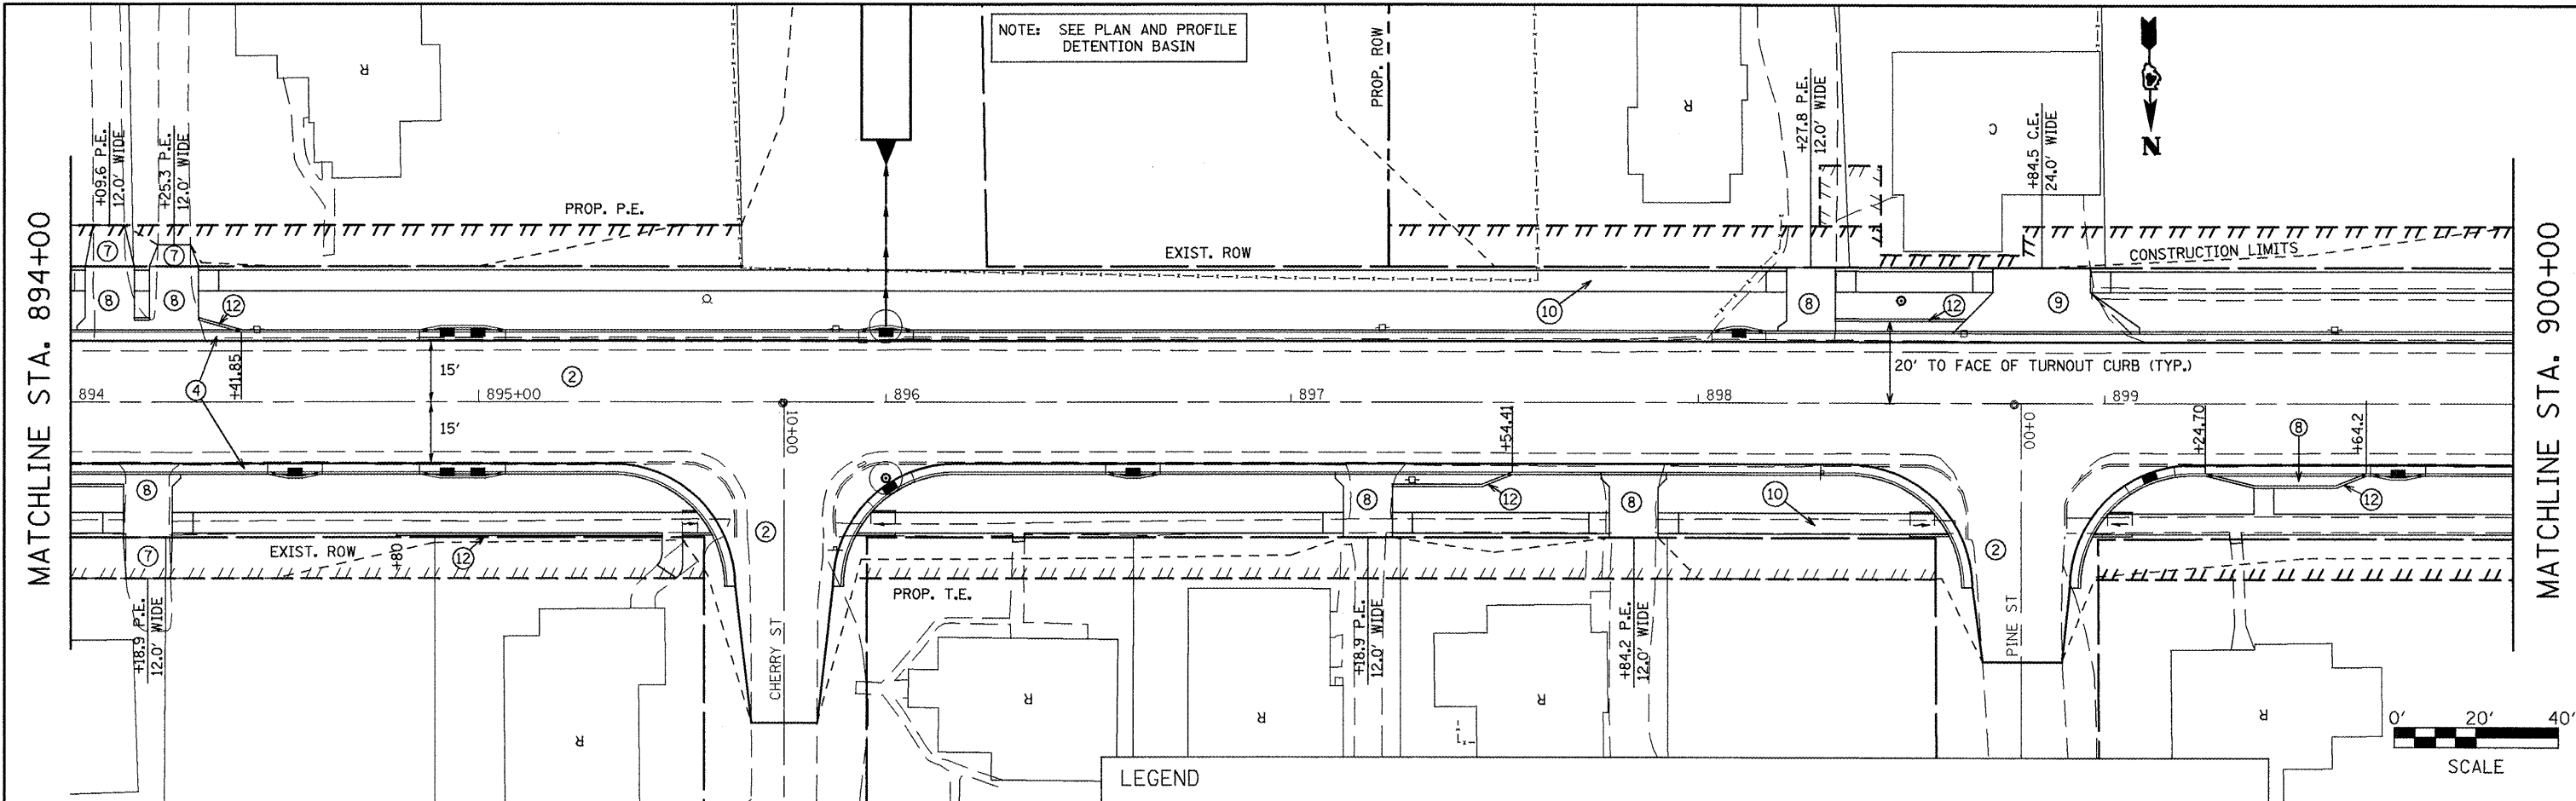 NOTE: SEE PLAN AND PROFILE
DETENTION BASIN
PROP. ROW
R
R
C
+09.6 P.E.
12.0' WIDE
+25.3 P.E.
12.0' WIDE
+27.8 P.E.
12.0' WIDE
+84.5 C.E.
24.0' WIDE
N
PROP. P.E.
EXIST. ROW
CONSTRUCTION LIMITS
MATCHLINE STA. 894+00
MATCHLINE STA. 900+00
7
7
8
8
12
10
8
12
9
4
+41.85
15'
2
20' TO FACE OF TURNOUT CURB (TYP.)
894
895+00
896
897
898
899
15'
10+00
+54.41
0+00
+24.70
8
+64.2
8
2
8
12
8
10
12
7
EXIST. ROW
+80
12
2
PROP. T.E.
+18.9 P.E.
12.0' WIDE
CHERRY ST
+18.9 P.E.
12.0' WIDE
+84.2 P.E.
12.0' WIDE
PINE ST
R
R
R
R
R
0' 20' 40'
SCALE
LEGEND